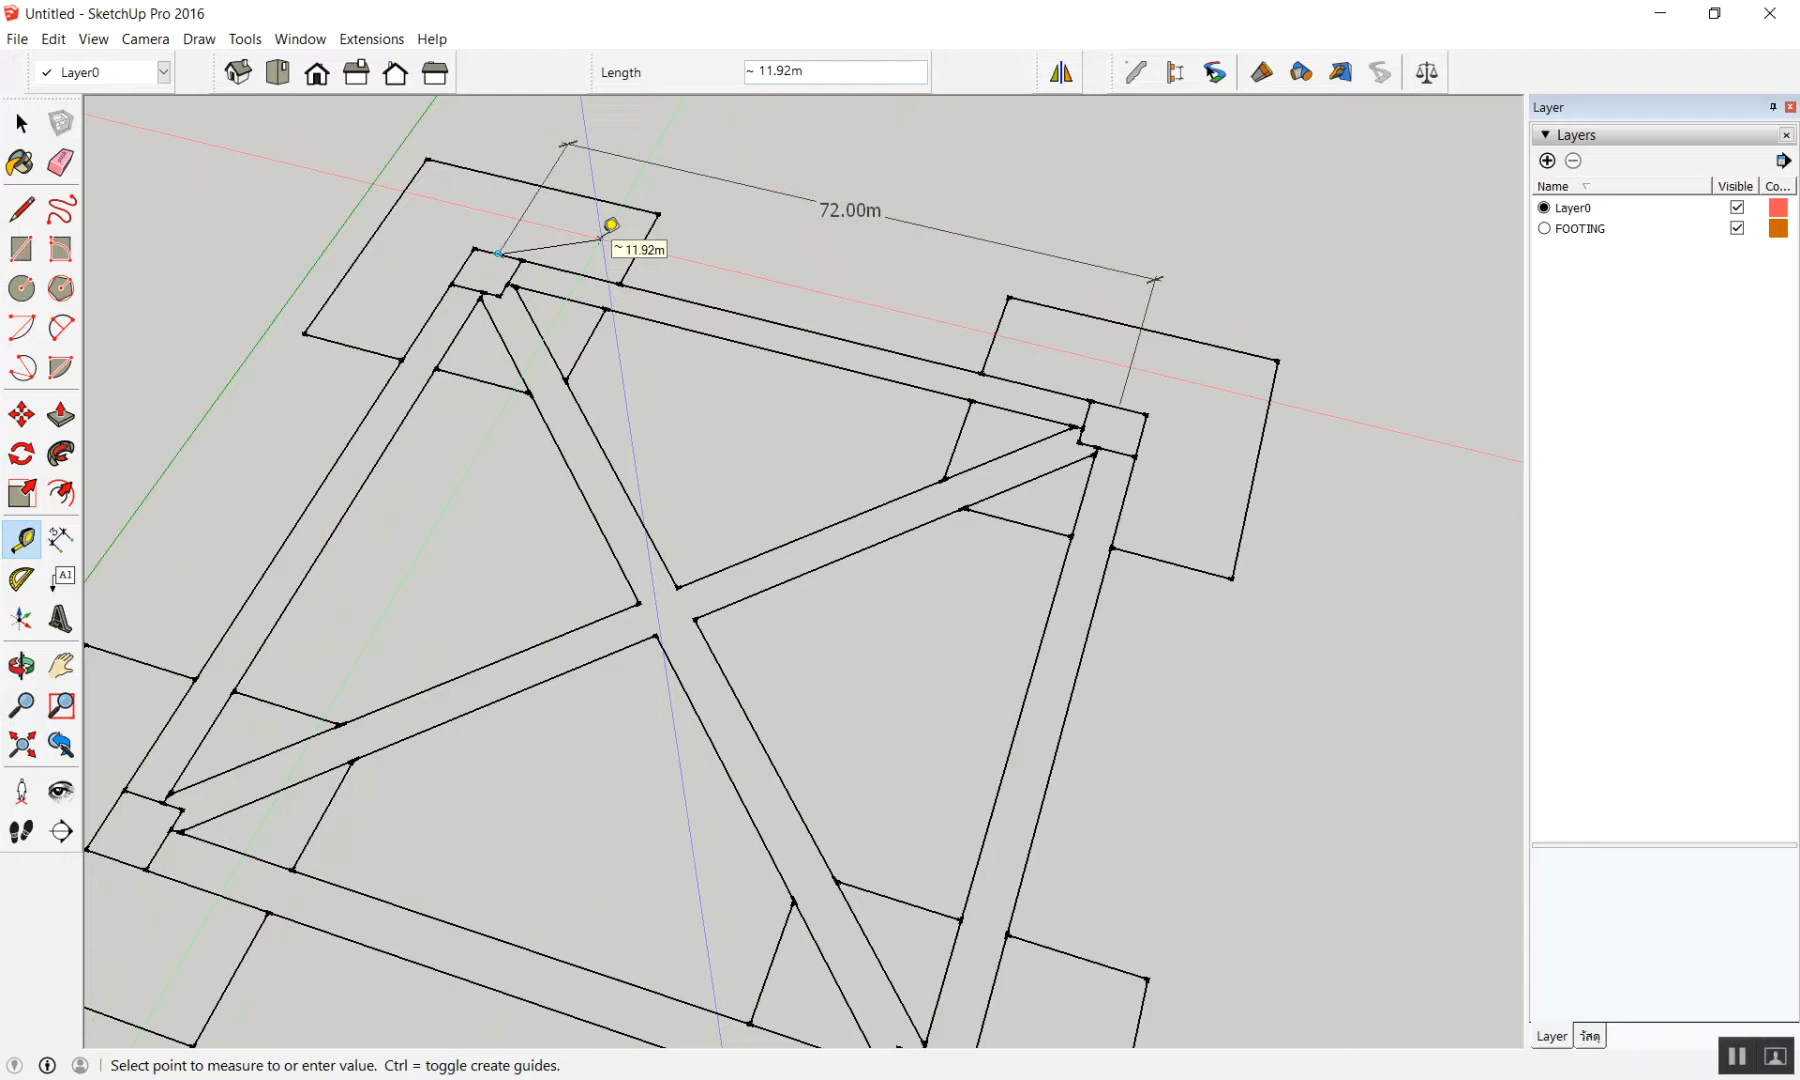 Untitled - SketchUp Pro 2016
File Edit View Camera Draw Tools Window Extensions Help
Layer0
Length
~ 11.92m
Layer
Layers
Name
Visible
Co...
Layer0
FOOTING
72.00m
~ 11.92m
A1
Layer
วัสดุ
Select point to measure to or enter value. Ctrl = toggle create guides.